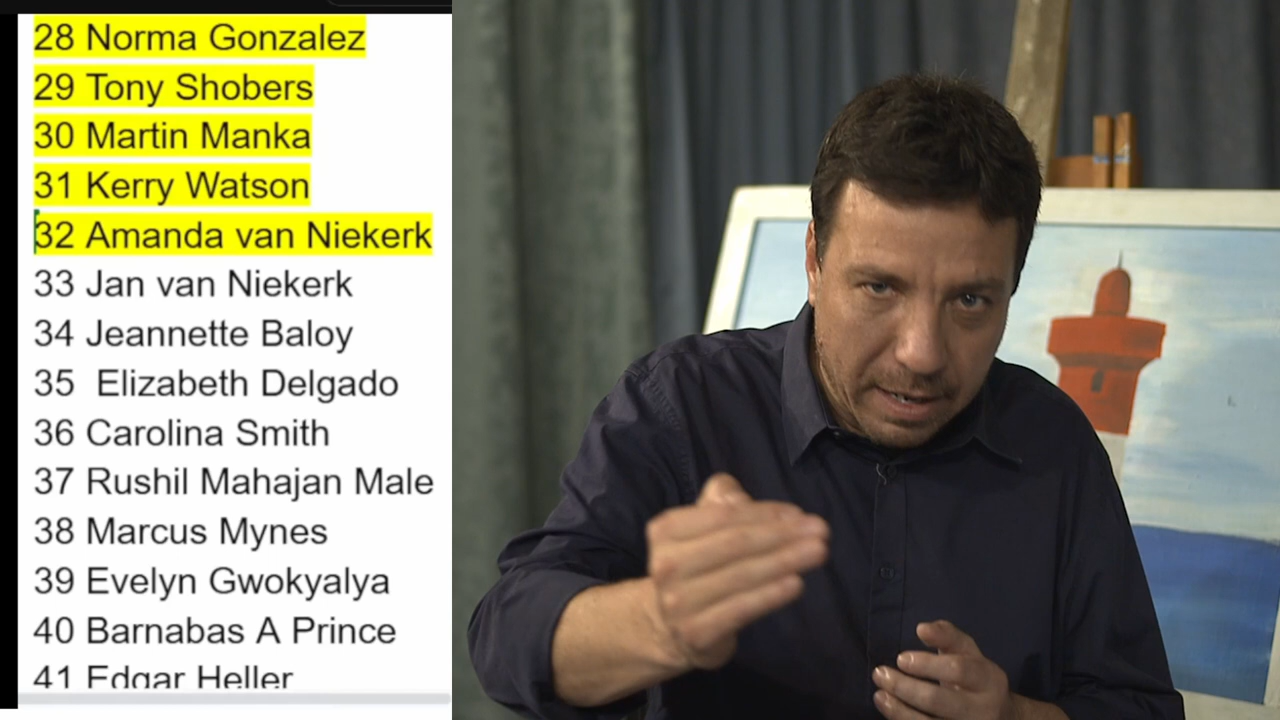 28 Norma Gonzalez
29 Tony Shobers
30 Martin Manka
31 Kerry Watson
32 Amanda van Niekerk
33 Jan van Niekerk
34 Jeannette Baloy
35 Elizabeth Delgado
36 Carolina Smith
37 Rushil Mahajan Male
38 Marcus Mynes
39 Evelyn Gwokyalya
40 Barnabas A Prince
41 Edgar Heller